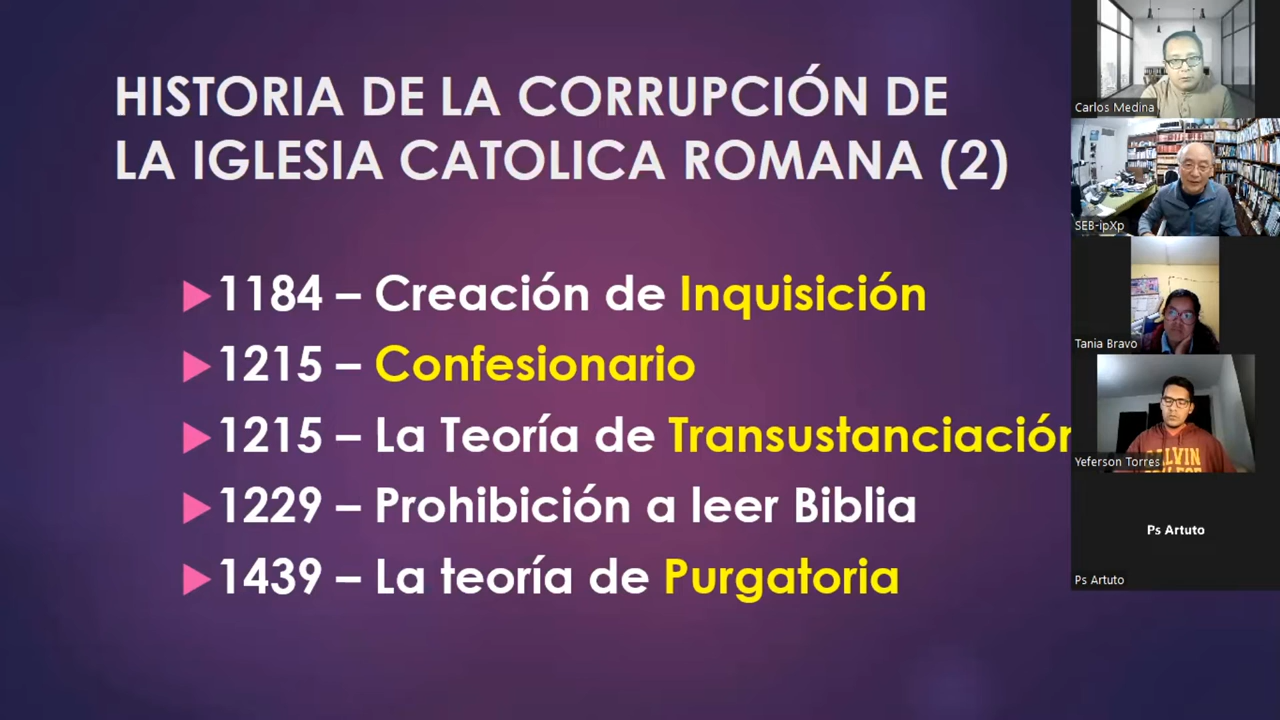 HISTORIA DE LA CORRUPCIÓN DE
LA IGLESIA CATOLICA ROMANA (2)
1184 – Creación de Inquisición
1215 – Confesionario
1215 – La Teoría de Transustanciación
1229 – Prohibición a leer Biblia
1439 – La teoría de Purgatoria
Carlos Medina
SEB-ipXp
Tania Bravo
CALVIN
COLLEGE
Yeferson Torres
Ps Artuto
Ps Artuto